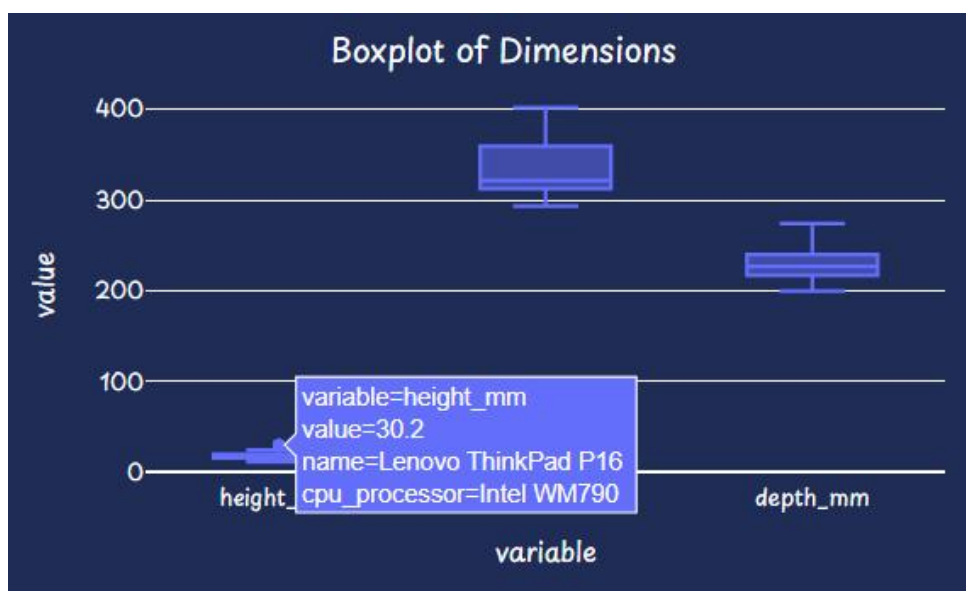 Boxplot of Dimensions
400
300
200
100
0
value
variable=height_mm
value=30.2
name=Lenovo ThinkPad P16
cpu_processor=Intel WM790
height_
depth_mm
variable